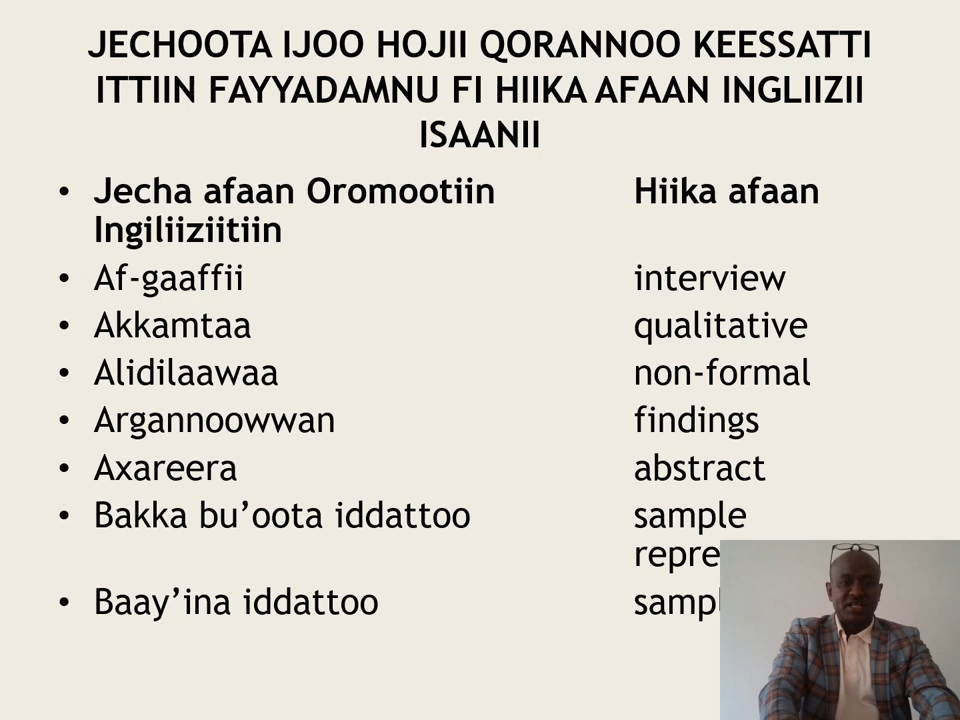 JECHOOTA IJOO HOJII QORANNOO KEESSATTI
ITTIIN FAYYADAMNU FI HIIKA AFAAN INGLIIZII
ISAANII
• Jecha afaan Oromootiin Hiika afaan
Ingiliiziitiin
• Af-gaaffii interview
• Akkamtaa qualitative
• Alidilaawaa non-formal
• Argannoowwan findings
• Axareera abstract
• Bakka bu’oota iddattoo sample
• Baay’ina iddattoo